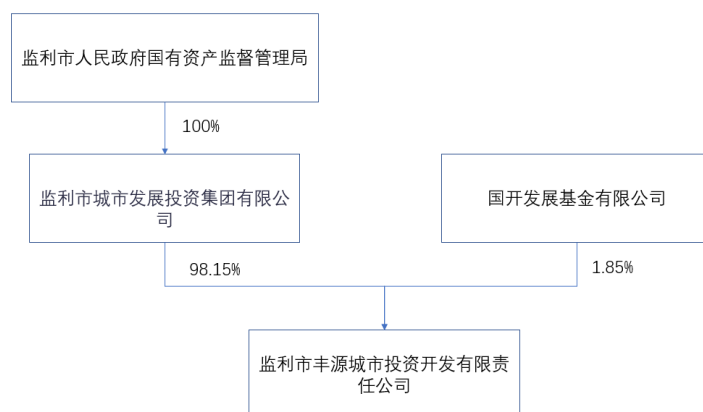 监利市人民政府国有资产监督管理局
100%
监利市城市发展投资集团有限公
司
国开发展基金有限公司
98.15%
1.85%
监利市丰源城市投资开发有限责
任公司